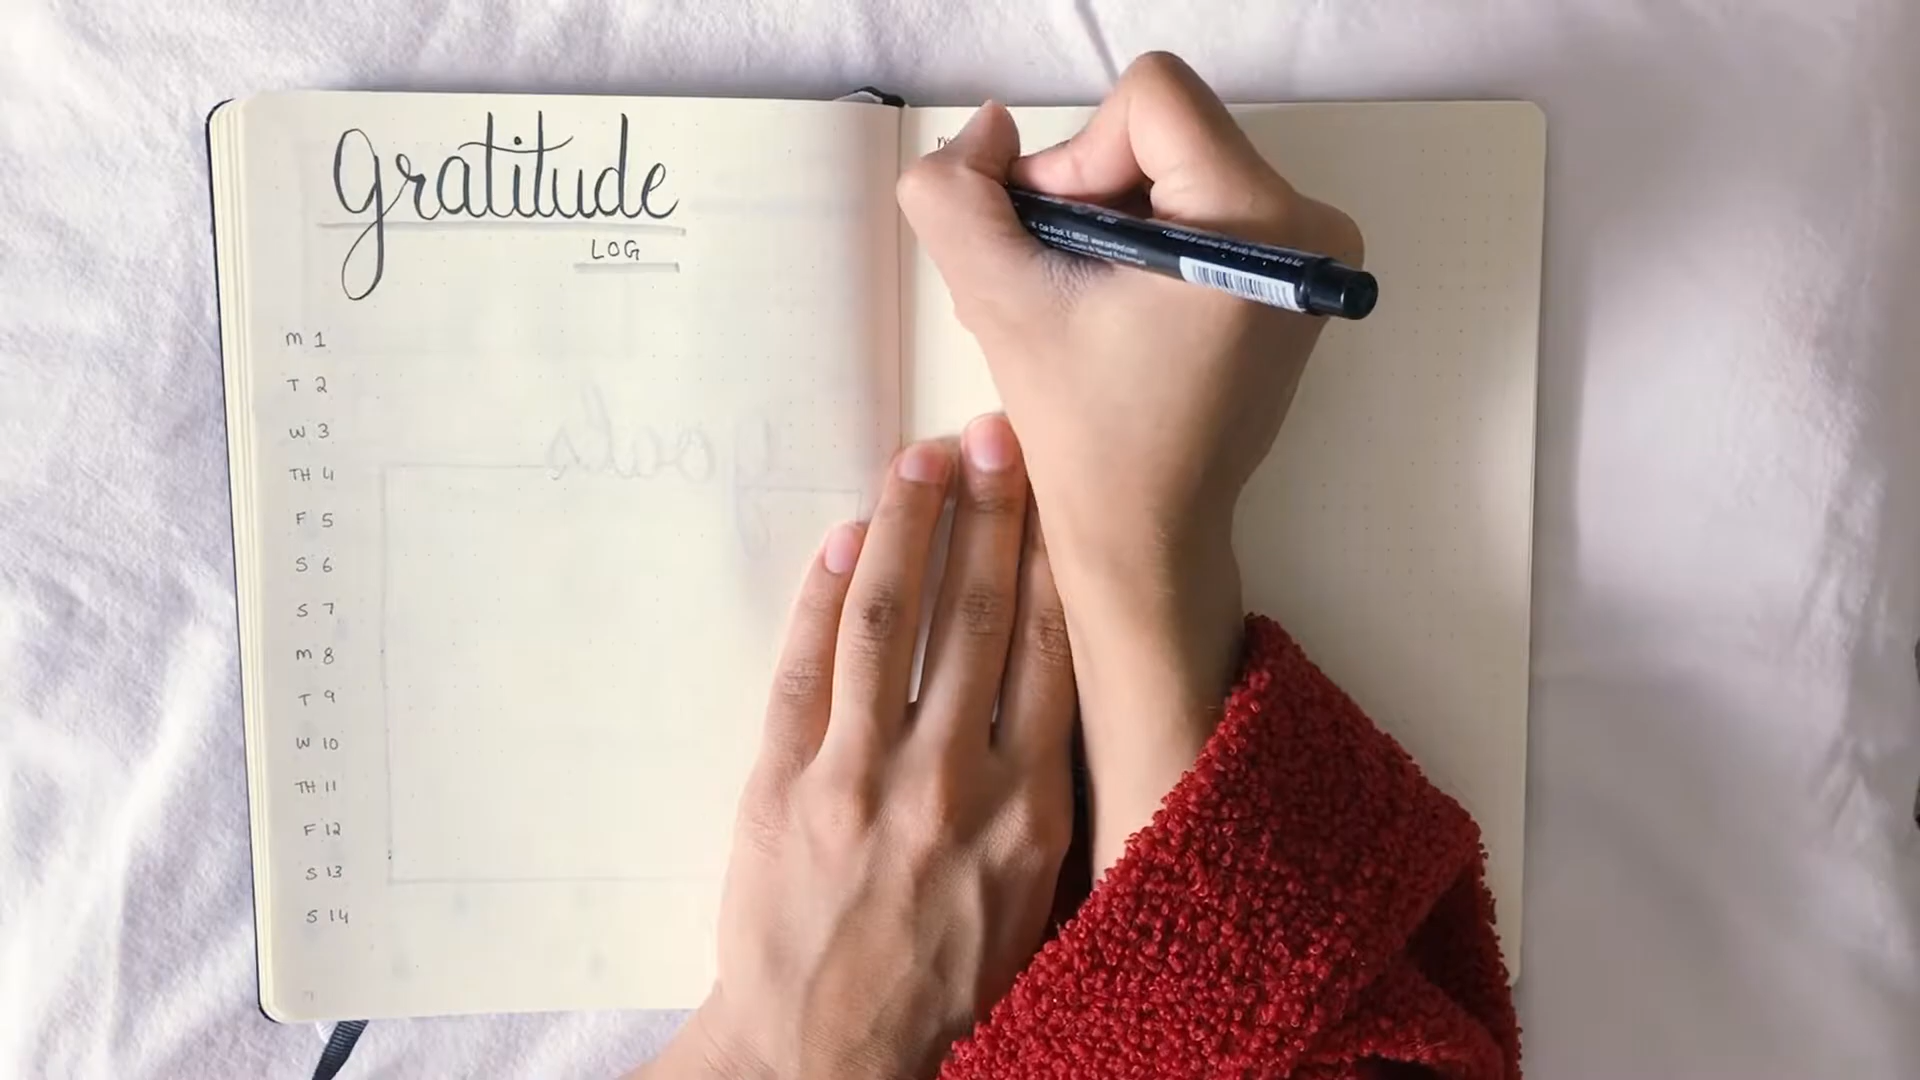 gratitude
LOG
M 1
T 2
W 3
TH 4
F 5
S 6
S 7
M 8
T 9
W 10
TH 11
F 12
S 13
S 14